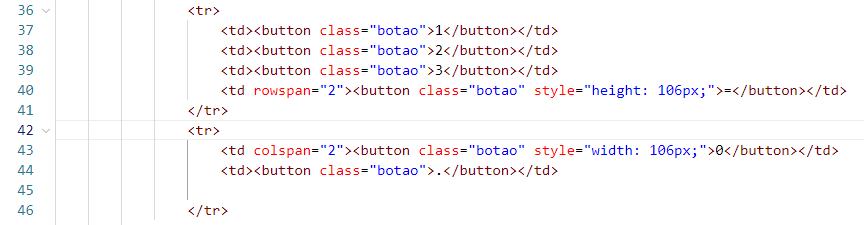 36 <tr>
37 <td><button class="botao">1</button></td>
38 <td><button class="botao">2</button></td>
39 <td><button class="botao">3</button></td>
40 <td rowspan="2"><button class="botao" style="height: 106px;">=</button></td>
41 </tr>
42 <tr>
43 <td colspan="2"><button class="botao" style="width: 106px;">0</button></td>
44 <td><button class="botao">.</button></td>
45
46 </tr>